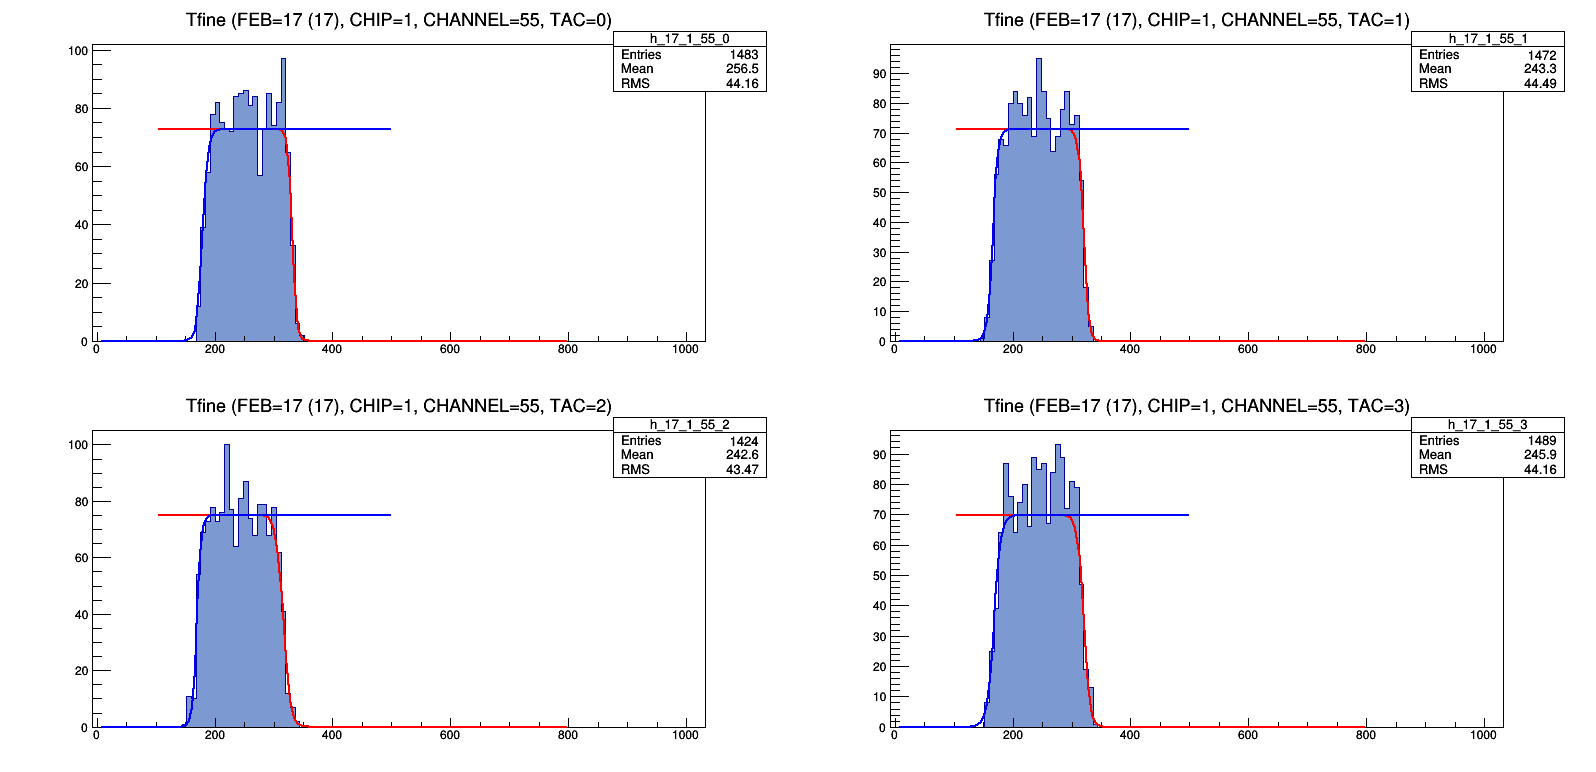 Tfine (FEB=17 (17), CHIP=1, CHANNEL=55, TAC=0)
h_17_1_55_0
Entries 1483
Mean 256.5
RMS 44.16
100
80
60
40
20
0
0 200 400 600 800 1000
Tfine (FEB=17 (17), CHIP=1, CHANNEL=55, TAC=1)
h_17_1_55_1
Entries 1472
Mean 243.3
RMS 44.49
90
80
70
60
50
40
30
20
10
0
0 200 400 600 800 1000
Tfine (FEB=17 (17), CHIP=1, CHANNEL=55, TAC=2)
h_17_1_55_2
Entries 1424
Mean 242.6
RMS 43.47
100
80
60
40
20
0
0 200 400 600 800 1000
Tfine (FEB=17 (17), CHIP=1, CHANNEL=55, TAC=3)
h_17_1_55_3
Entries 1489
Mean 245.9
RMS 44.16
90
80
70
60
50
40
30
20
10
0
0 200 400 600 800 1000